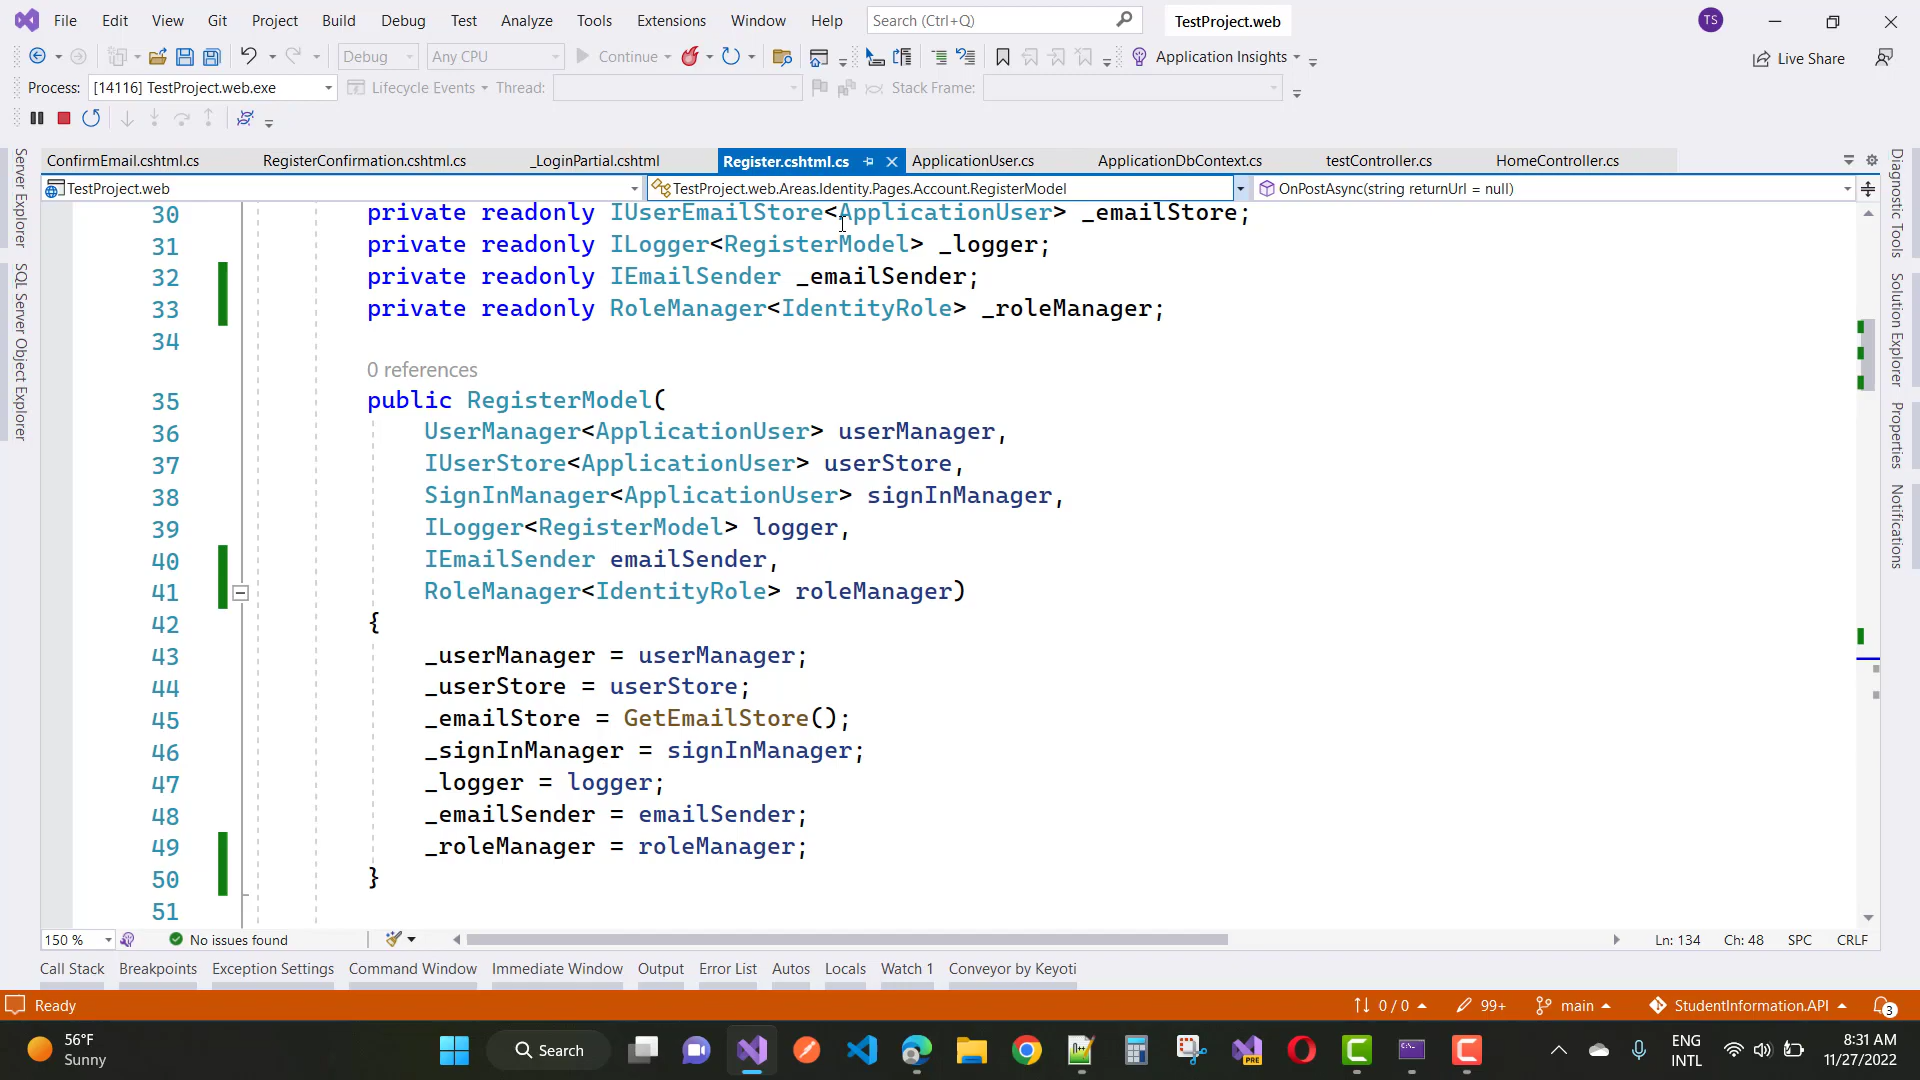 File Edit View Git Project Build Debug Test Analyze Tools Extensions Window Help Search (Ctrl+Q) TestProject.web TS
Debug Any CPU Continue Application Insights Live Share
Process: [14116] TestProject.web.exe Lifecycle Events Thread: Stack Frame:
ConfirmEmail.cshtml.cs RegisterConfirmation.cshtml.cs _LoginPartial.cshtml Register.cshtml.cs ApplicationUser.cs ApplicationDbContext.cs testController.cs HomeController.cs
TestProject.web TestProject.web.Areas.Identity.Pages.Account.RegisterModel OnPostAsync(string returnUrl = null)
Server Explorer
SQL Server Object Explorer
30 private readonly IUserEmailStore<ApplicationUser> _emailStore;
31 private readonly ILogger<RegisterModel> _logger;
32 private readonly IEmailSender _emailSender;
33 private readonly RoleManager<IdentityRole> _roleManager;
34
0 references
35 public RegisterModel(
36 UserManager<ApplicationUser> userManager,
37 IUserStore<ApplicationUser> userStore,
38 SignInManager<ApplicationUser> signInManager,
39 ILogger<RegisterModel> logger,
40 IEmailSender emailSender,
41 RoleManager<IdentityRole> roleManager)
42 {
43 _userManager = userManager;
44 _userStore = userStore;
45 _emailStore = GetEmailStore();
46 _signInManager = signInManager;
47 _logger = logger;
48 _emailSender = emailSender;
49 _roleManager = roleManager;
50 }
51
Diagnostic Tools
Solution Explorer
Properties
Notifications
150 % No issues found Ln: 134 Ch: 48 SPC CRLF
Call Stack Breakpoints Exception Settings Command Window Immediate Window Output Error List Autos Locals Watch 1 Conveyor by Keyoti
Ready 0 / 0 99+ main StudentInformation.API 3
56°F
Sunny
Search
PRE
ENG
INTL
8:31 AM
11/27/2022